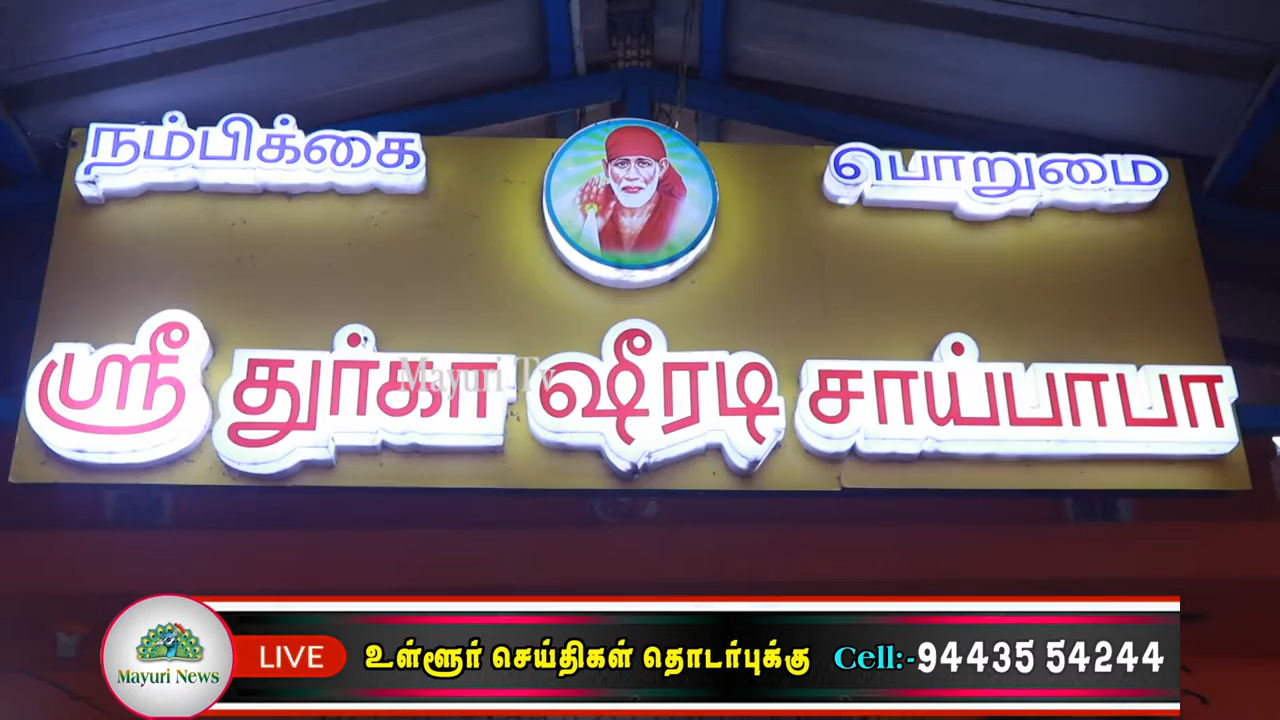 நம்பிக்கை பொறுமை
ஸ்ரீ துர்கா ஷீரடி சாய்பாபா
Mayuri Tv
Mayuri News
LIVE உள்ளூர் செய்திகள் தொடர்புக்கு Cell:-94435 54244